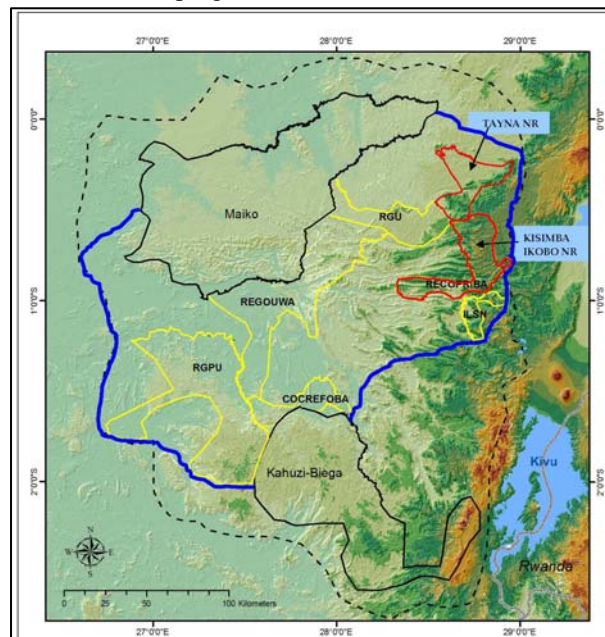 27°0'0"E
28°0'0"E
29°0'0"E
0°0'0"
0°0'0"
TAYNA NR
Maiko
RGU
KISIMBA
IKOBO NR
RECOPRIBA
1°0'0"S
1°0'0"S
REGOUWA
ILSN
RGPU
COCREFOBA
Kahuzi-Biega
Kivu
2°0'0"S
2°0'0"S
N
W E
S
Rwanda
0 25 50 100 Kilometers
27°0'0"E
28°0'0"E
29°0'0"E